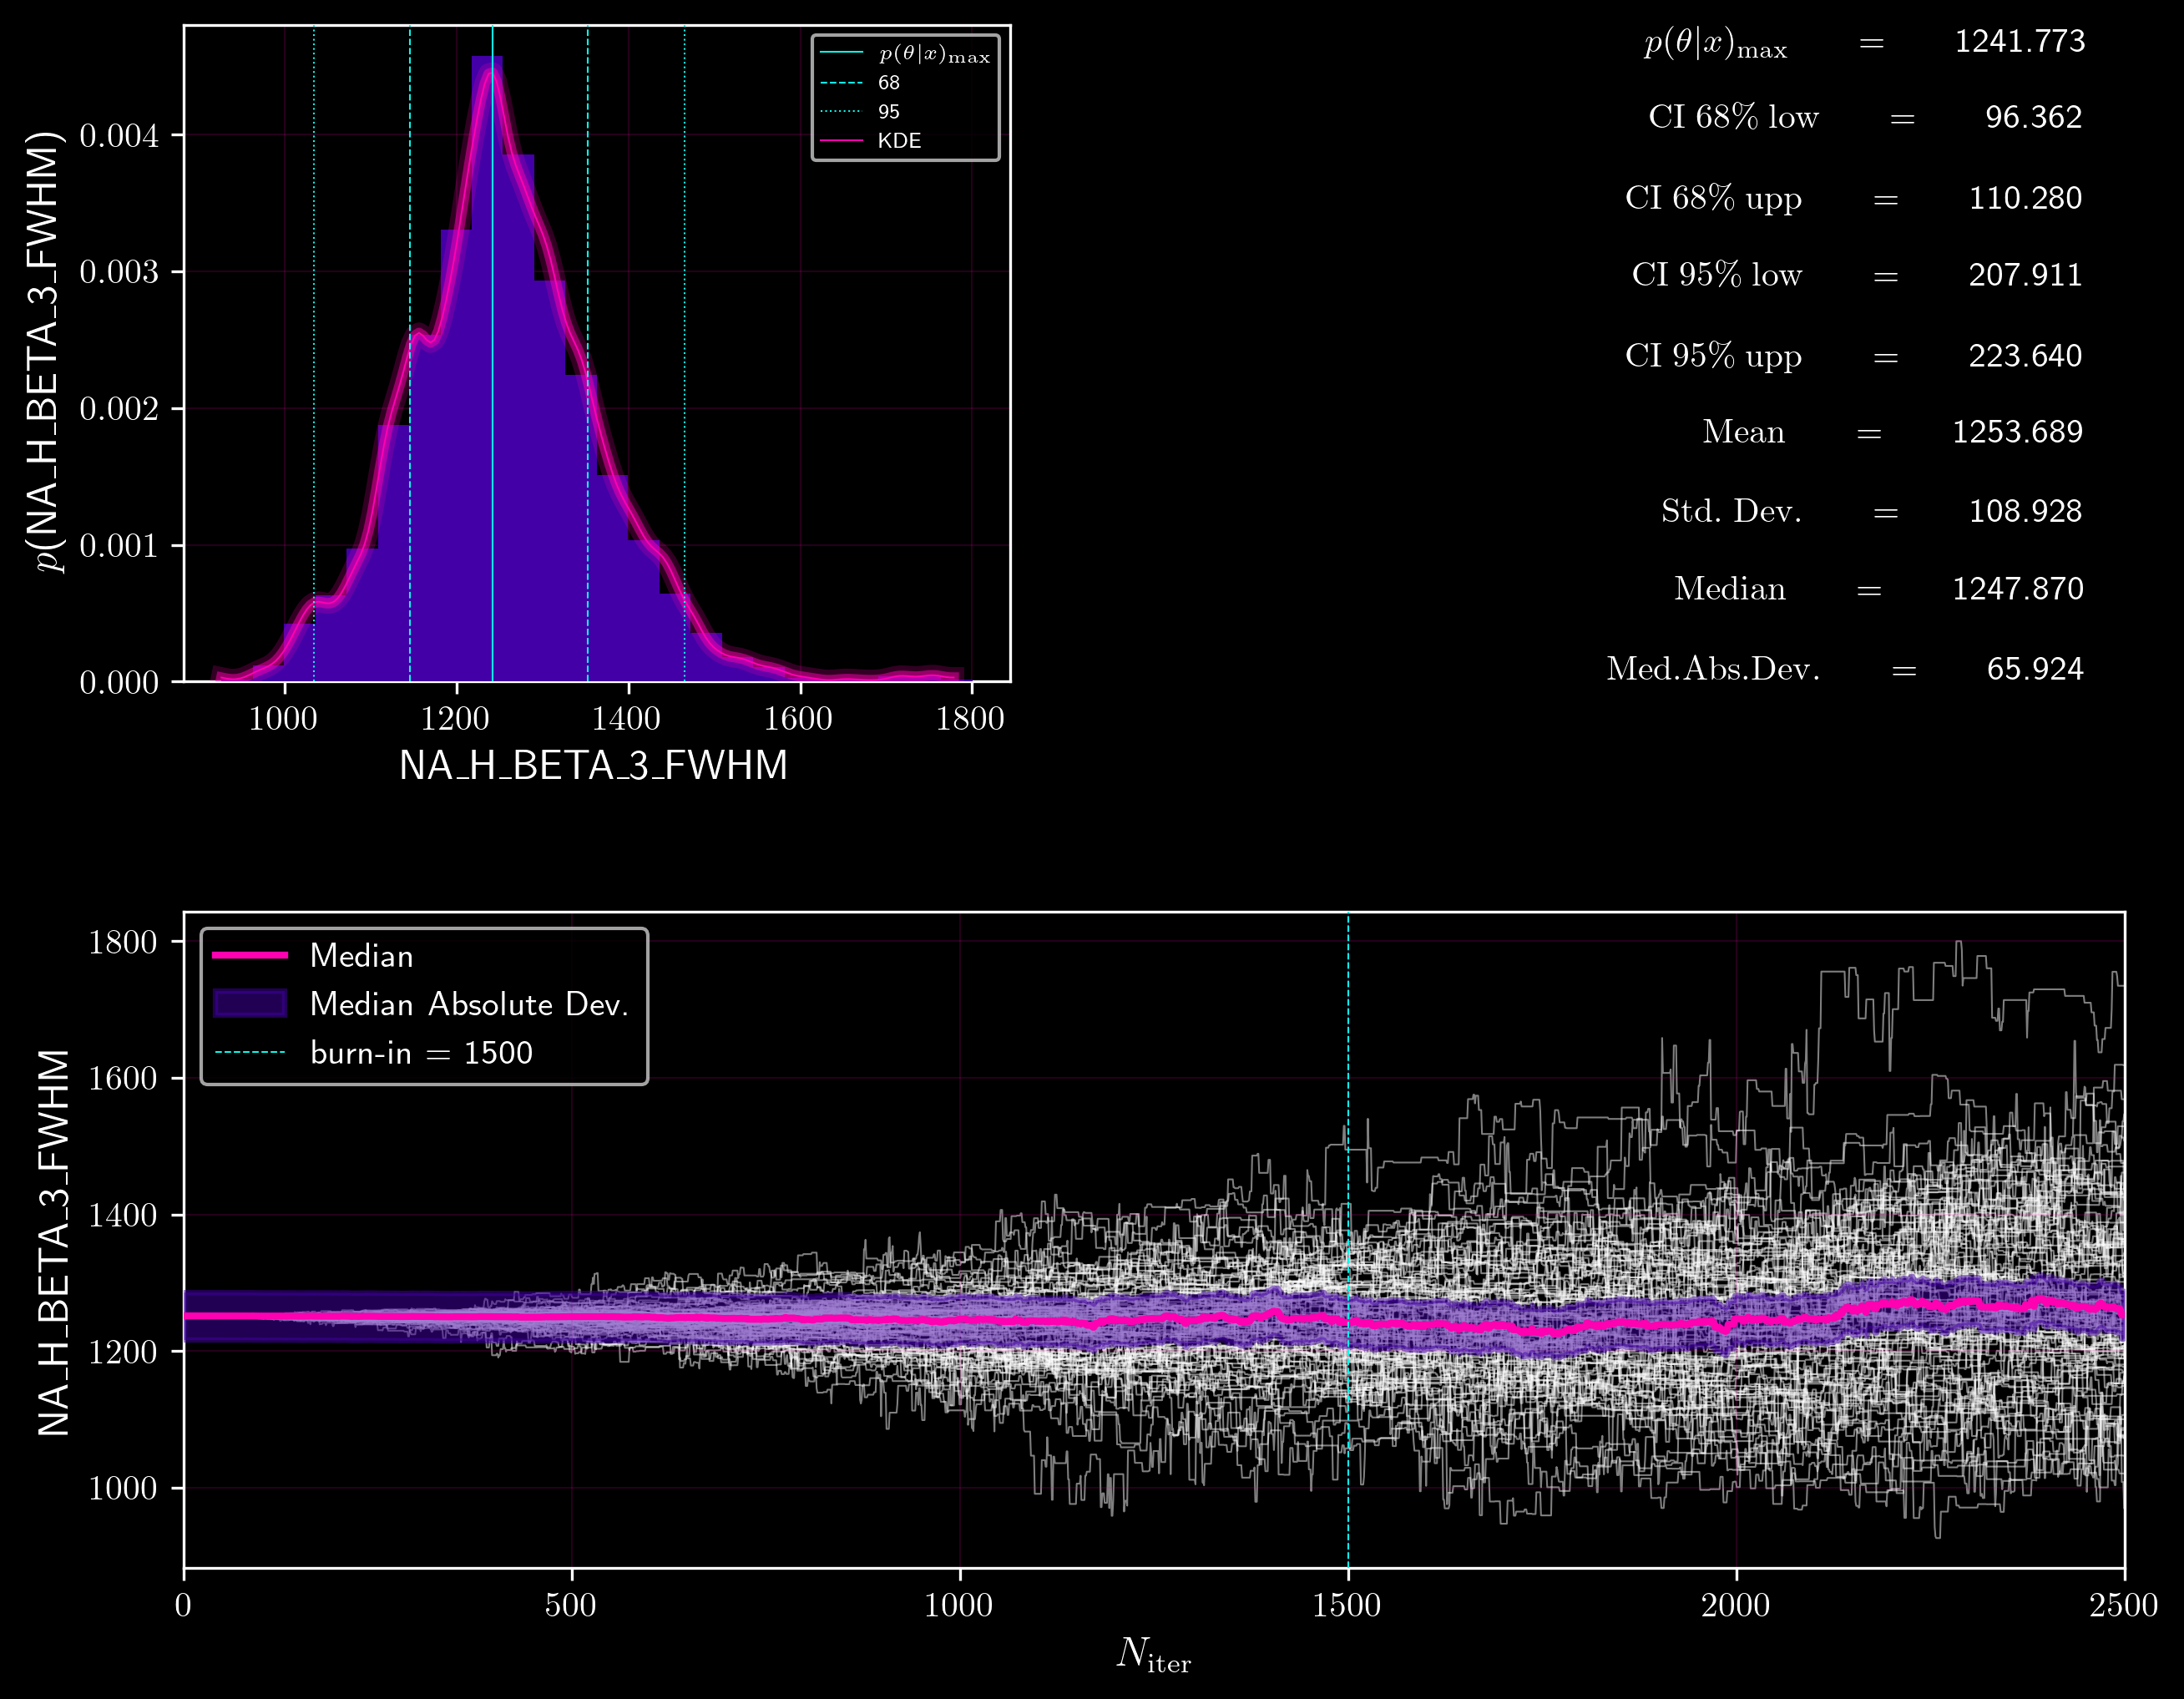 p(θ|x)max
68
95
KDE
p(NA_H_BETA_3_FWHM)
0.004
0.003
0.002
0.001
0.000
1000 1200 1400 1600 1800
NA_H_BETA_3_FWHM
p(θ|x)max = 1241.773
CI 68% low = 96.362
CI 68% upp = 110.280
CI 95% low = 207.911
CI 95% upp = 223.640
Mean = 1253.689
Std. Dev. = 108.928
Median = 1247.870
Med.Abs.Dev. = 65.924
Median
Median Absolute Dev.
burn-in = 1500
NA_H_BETA_3_FWHM
1800
1600
1400
1200
1000
0 500 1000 1500 2000 2500
Niter